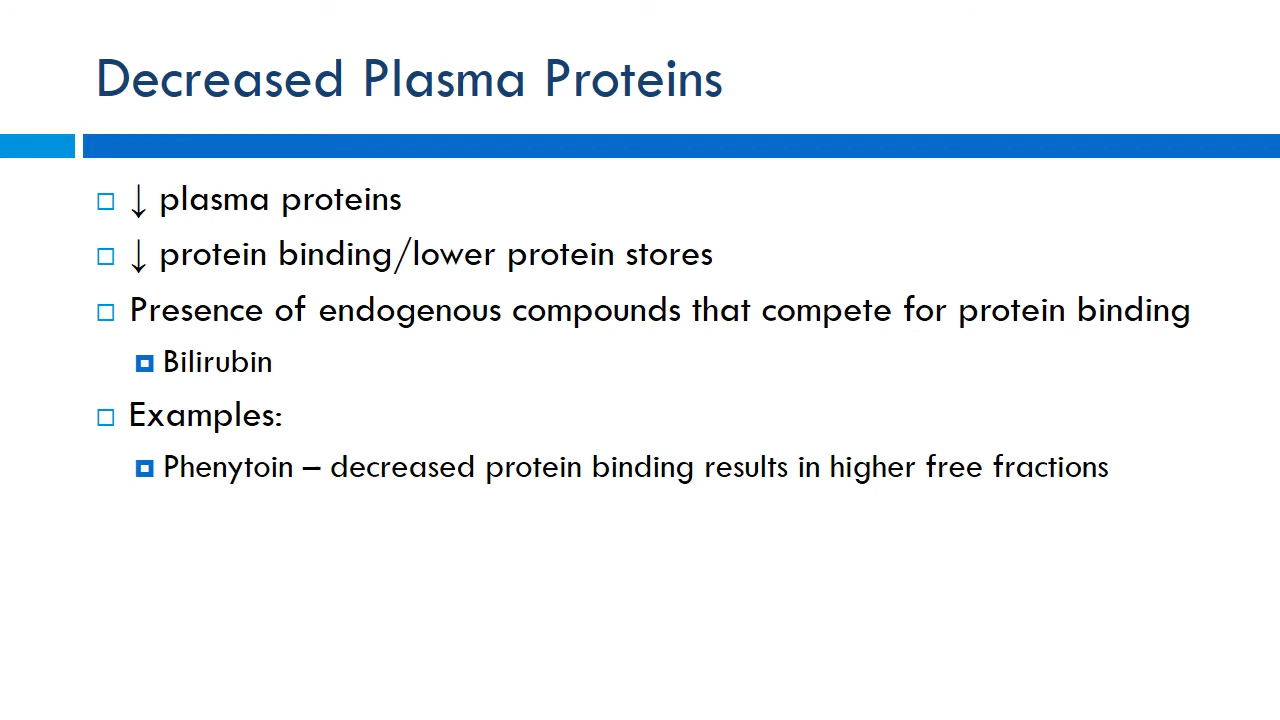 Decreased Plasma Proteins
↓ plasma proteins
↓ protein binding/lower protein stores
Presence of endogenous compounds that compete for protein binding
Bilirubin
Examples:
Phenytoin – decreased protein binding results in higher free fractions